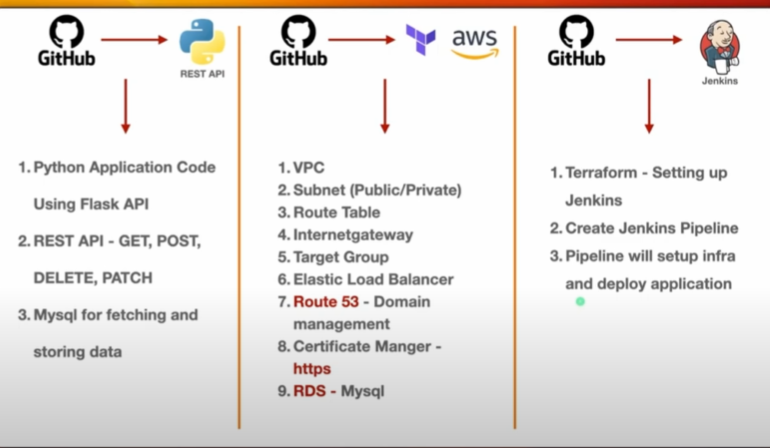 GitHub
REST API
1. Python Application Code
Using Flask API
2. REST API - GET, POST,
DELETE, PATCH
3. Mysql for fetching and
storing data
GitHub
aws
1. VPC
2. Subnet (Public/Private)
3. Route Table
4. Internetgateway
5. Target Group
6. Elastic Load Balancer
7. Route 53 - Domain
management
8. Certificate Manger -
https
9. RDS - Mysql
GitHub
Jenkins
1. Terraform - Setting up
Jenkins
2. Create Jenkins Pipeline
3. Pipeline will setup infra
and deploy application